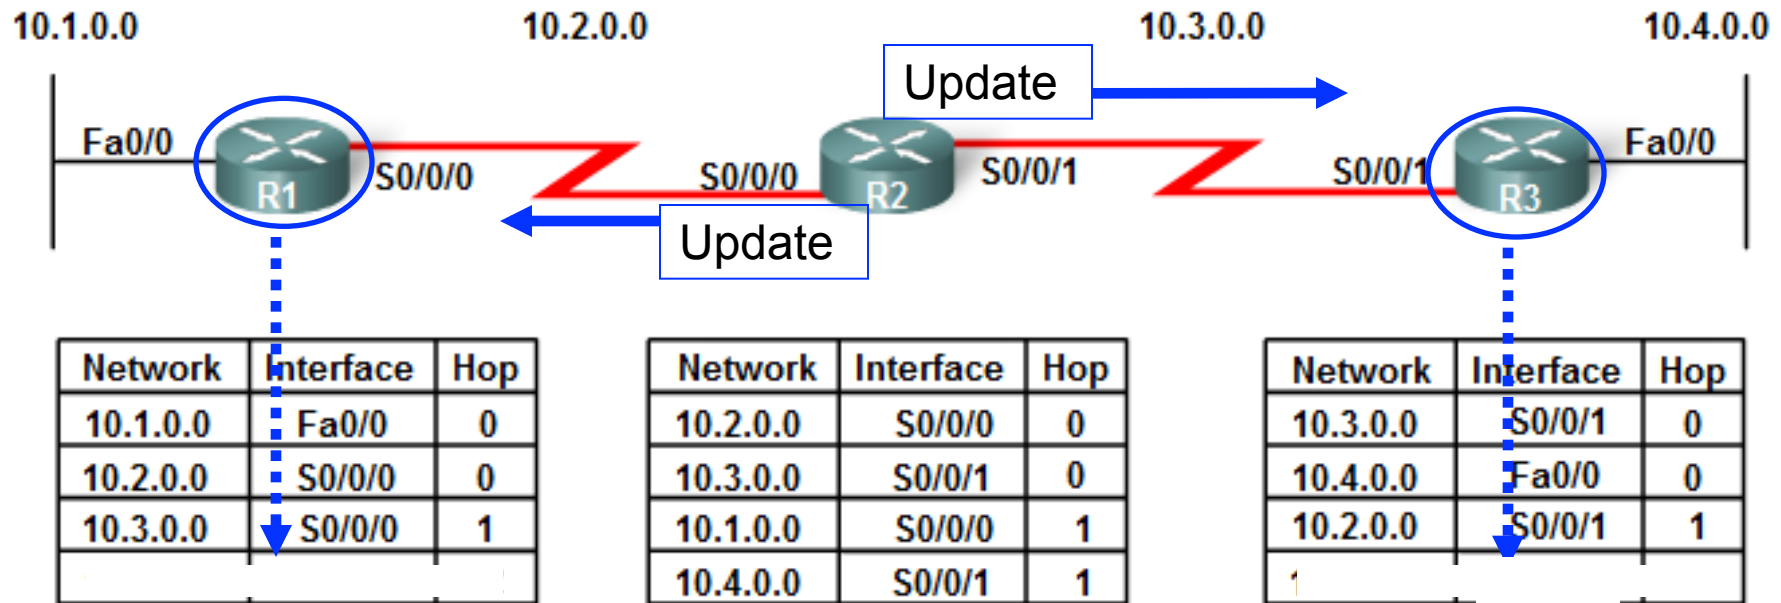 10.1.0.0 10.2.0.0 10.3.0.0 10.4.0.0
Update
Fa0/0 R1 S0/0/0 S0/0/0 R2 S0/0/1 S0/0/1 R3 Fa0/0
Update
Network Interface Hop
10.1.0.0 Fa0/0 0
10.2.0.0 S0/0/0 0
10.3.0.0 S0/0/0 1
Network Interface Hop
10.2.0.0 S0/0/0 0
10.3.0.0 S0/0/1 0
10.1.0.0 S0/0/0 1
10.4.0.0 S0/0/1 1
Network Interface Hop
10.3.0.0 S0/0/1 0
10.4.0.0 Fa0/0 0
10.2.0.0 S0/0/1 1